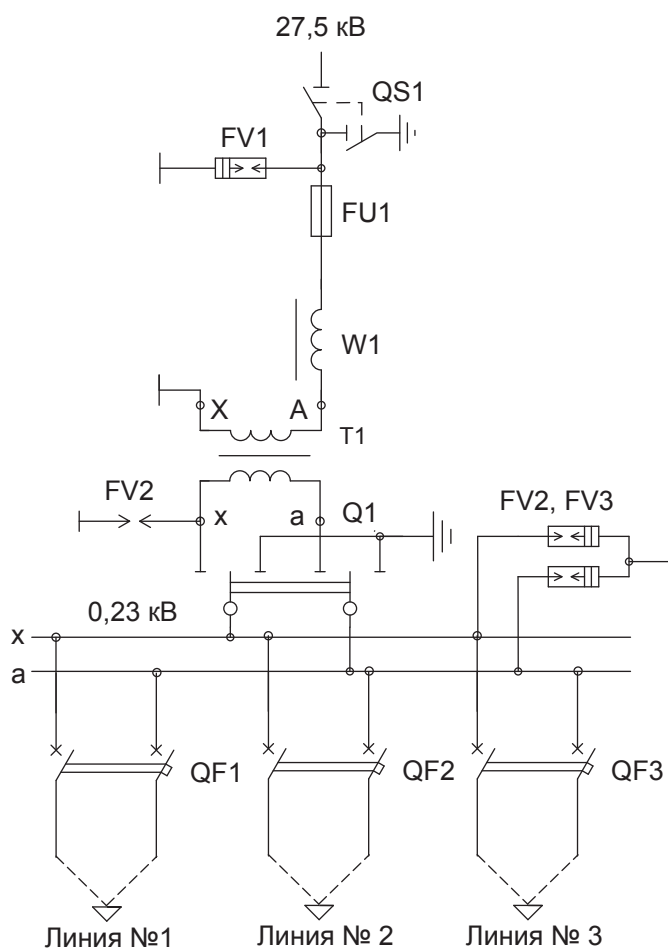 27,5 кВ
QS1
FV1
FU1
W1
X A
T1
FV2
x a Q1
FV2, FV3
0,23 кВ
x
a
QF1 QF2 QF3
Линия №1 Линия № 2 Линия № 3